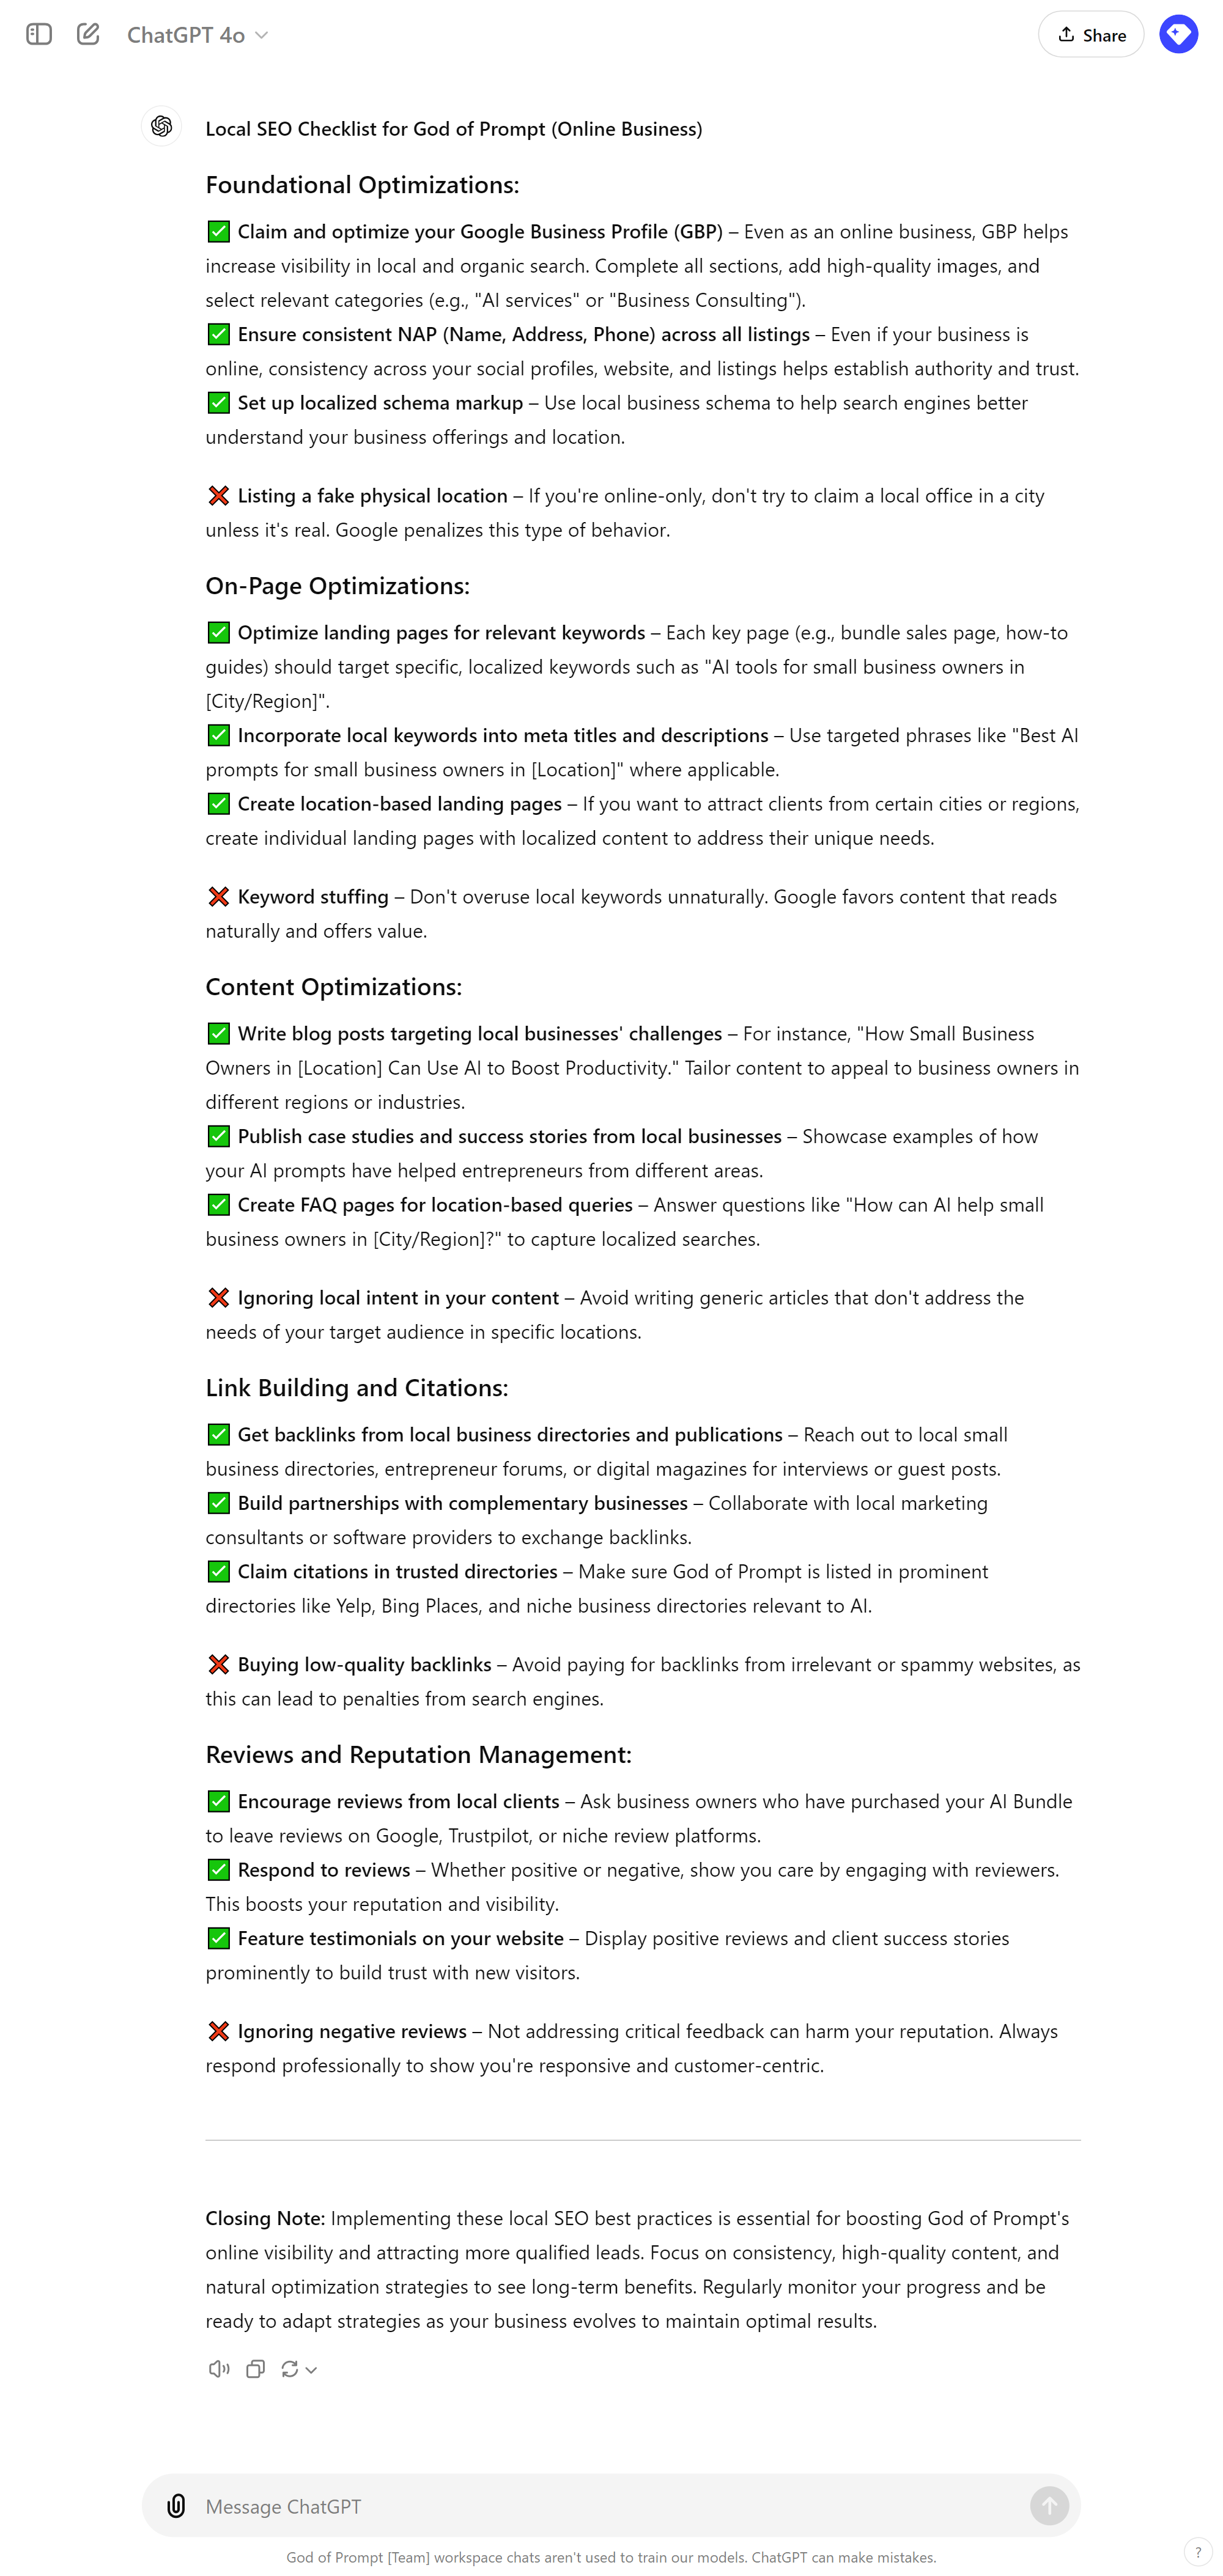 ChatGPT 4o
Share
Local SEO Checklist for God of Prompt (Online Business)
Foundational Optimizations:
✅ Claim and optimize your Google Business Profile (GBP) – Even as an online business, GBP helps
increase visibility in local and organic search. Complete all sections, add high-quality images, and
select relevant categories (e.g., "AI services" or "Business Consulting").
✅ Ensure consistent NAP (Name, Address, Phone) across all listings – Even if your business is
online, consistency across your social profiles, website, and listings helps establish authority and trust.
✅ Set up localized schema markup – Use local business schema to help search engines better
understand your business offerings and location.
❌ Listing a fake physical location – If you're online-only, don't try to claim a local office in a city
unless it's real. Google penalizes this type of behavior.
On-Page Optimizations:
✅ Optimize landing pages for relevant keywords – Each key page (e.g., bundle sales page, how-to
guides) should target specific, localized keywords such as "AI tools for small business owners in
[City/Region]".
✅ Incorporate local keywords into meta titles and descriptions – Use targeted phrases like "Best AI
prompts for small business owners in [Location]" where applicable.
✅ Create location-based landing pages – If you want to attract clients from certain cities or regions,
create individual landing pages with localized content to address their unique needs.
❌ Keyword stuffing – Don't overuse local keywords unnaturally. Google favors content that reads
naturally and offers value.
Content Optimizations:
✅ Write blog posts targeting local businesses' challenges – For instance, "How Small Business
Owners in [Location] Can Use AI to Boost Productivity." Tailor content to appeal to business owners in
different regions or industries.
✅ Publish case studies and success stories from local businesses – Showcase examples of how
your AI prompts have helped entrepreneurs from different areas.
✅ Create FAQ pages for location-based queries – Answer questions like "How can AI help small
business owners in [City/Region]?" to capture localized searches.
❌ Ignoring local intent in your content – Avoid writing generic articles that don't address the
needs of your target audience in specific locations.
Link Building and Citations:
✅ Get backlinks from local business directories and publications – Reach out to local small
business directories, entrepreneur forums, or digital magazines for interviews or guest posts.
✅ Build partnerships with complementary businesses – Collaborate with local marketing
consultants or software providers to exchange backlinks.
✅ Claim citations in trusted directories – Make sure God of Prompt is listed in prominent
directories like Yelp, Bing Places, and niche business directories relevant to AI.
❌ Buying low-quality backlinks – Avoid paying for backlinks from irrelevant or spammy websites, as
this can lead to penalties from search engines.
Reviews and Reputation Management:
✅ Encourage reviews from local clients – Ask business owners who have purchased your AI Bundle
to leave reviews on Google, Trustpilot, or niche review platforms.
✅ Respond to reviews – Whether positive or negative, show you care by engaging with reviewers.
This boosts your reputation and visibility.
✅ Feature testimonials on your website – Display positive reviews and client success stories
prominently to build trust with new visitors.
❌ Ignoring negative reviews – Not addressing critical feedback can harm your reputation. Always
respond professionally to show you're responsive and customer-centric.
Closing Note: Implementing these local SEO best practices is essential for boosting God of Prompt's
online visibility and attracting more qualified leads. Focus on consistency, high-quality content, and
natural optimization strategies to see long-term benefits. Regularly monitor your progress and be
ready to adapt strategies as your business evolves to maintain optimal results.
Message ChatGPT
God of Prompt [Team] workspace chats aren't used to train our models. ChatGPT can make mistakes.
?